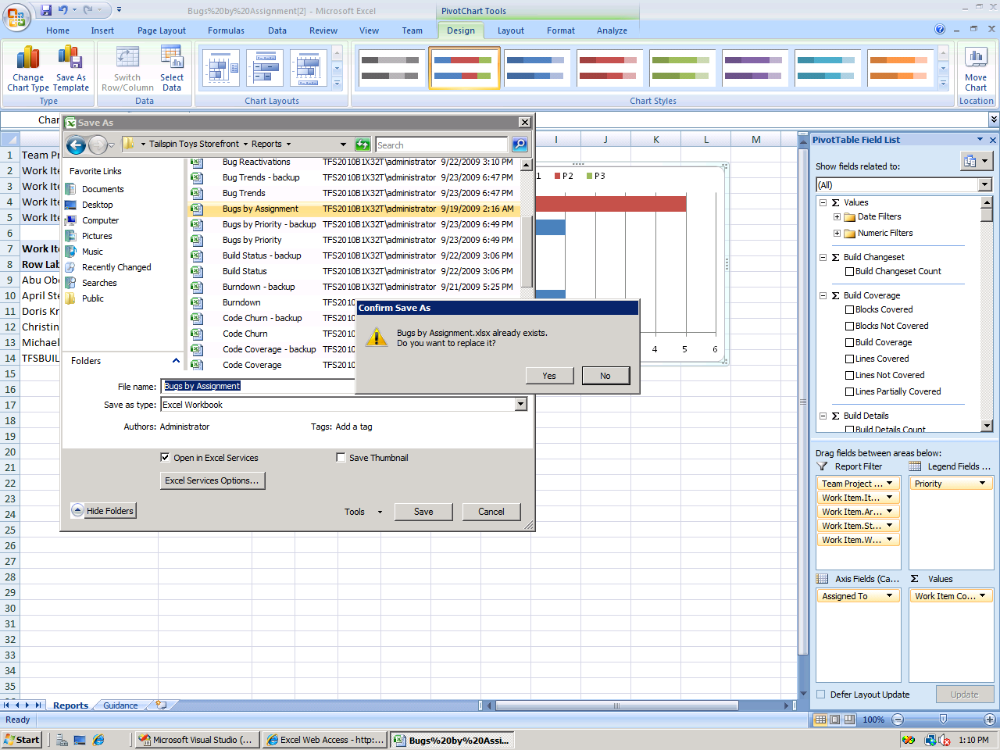 Bugs%20by%20Assignment[2] - Microsoft Excel
PivotChart Tools
Home Insert Page Layout Formulas Data Review View Team Design Layout Format Analyze
Change Chart Type
Save As Template
Switch Row/Column
Select Data
Move Chart
Type Data Chart Layouts Chart Styles Location
Save As
Tailspin Toys Storefront Reports
Search
Favorite Links
Documents
Desktop
Computer
Pictures
Music
Recently Changed
Searches
Public
Folders
Bug Reactivations TFS2010B1X32T\administrator 9/22/2009 3:10 PM
Bug Trends - backup TFS2010B1X32T\administrator 9/23/2009 6:47 PM
Bug Trends TFS2010B1X32T\administrator 9/23/2009 6:47 PM
Bugs by Assignment TFS2010B1X32T\administrator 9/19/2009 2:16 AM
Bugs by Priority - backup TFS2010B1X32T\administrator 9/23/2009 6:49 PM
Bugs by Priority TFS2010B1X32T\administrator 9/23/2009 6:49 PM
Build Status - backup TFS2010B1X32T\administrator 9/22/2009 3:06 PM
Build Status TFS2010B1X32T\administrator 9/22/2009 3:06 PM
Burndown - backup TFS2010B1X32T\administrator 9/21/2009 5:25 PM
Burndown TFS2010
Code Churn - backup TFS2010
Code Churn TFS2010
Code Coverage - backup TFS2010
Code Coverage TFS2010
Confirm Save As
Bugs by Assignment.xlsx already exists.
Do you want to replace it?
Yes No
File name: Bugs by Assignment
Save as type: Excel Workbook
Authors: Administrator Tags: Add a tag
Open in Excel Services Save Thumbnail
Excel Services Options...
Hide Folders Tools Save Cancel
Cha
I J K L M
1 Team Pr
2 Work Ite
3 Work Ite
4 Work Ite
5 Work Ite
6
7 Work Ite
8 Row Lab
9 Abu Obe
10 April Ste
11 Doris Kr
12 Christin
13 Michael
14 TFSBUIL
15
16
17
18
19
20
21
22
23
24
25
26
27
28
29
30
31
32
33
34
35
1 P2 P3
4 5 6
PivotTable Field List
Show fields related to:
(All)
Σ Values
Date Filters
Numeric Filters
Σ Build Changeset
Build Changeset Count
Σ Build Coverage
Blocks Covered
Blocks Not Covered
Build Coverage
Lines Covered
Lines Not Covered
Lines Partially Covered
Σ Build Details
Build Details Count
Drag fields between areas below:
Report Filter Legend Fields ...
Team Project ... Priority
Work Item.It...
Work Item.Ar...
Work Item.St...
Work Item.W...
Axis Fields (Ca... Σ Values
Assigned To Work Item Co...
Defer Layout Update Update
Reports Guidance
Ready 100%
Start Microsoft Visual Studio (... Excel Web Access - http:... Bugs%20by%20Assi... 1:10 PM